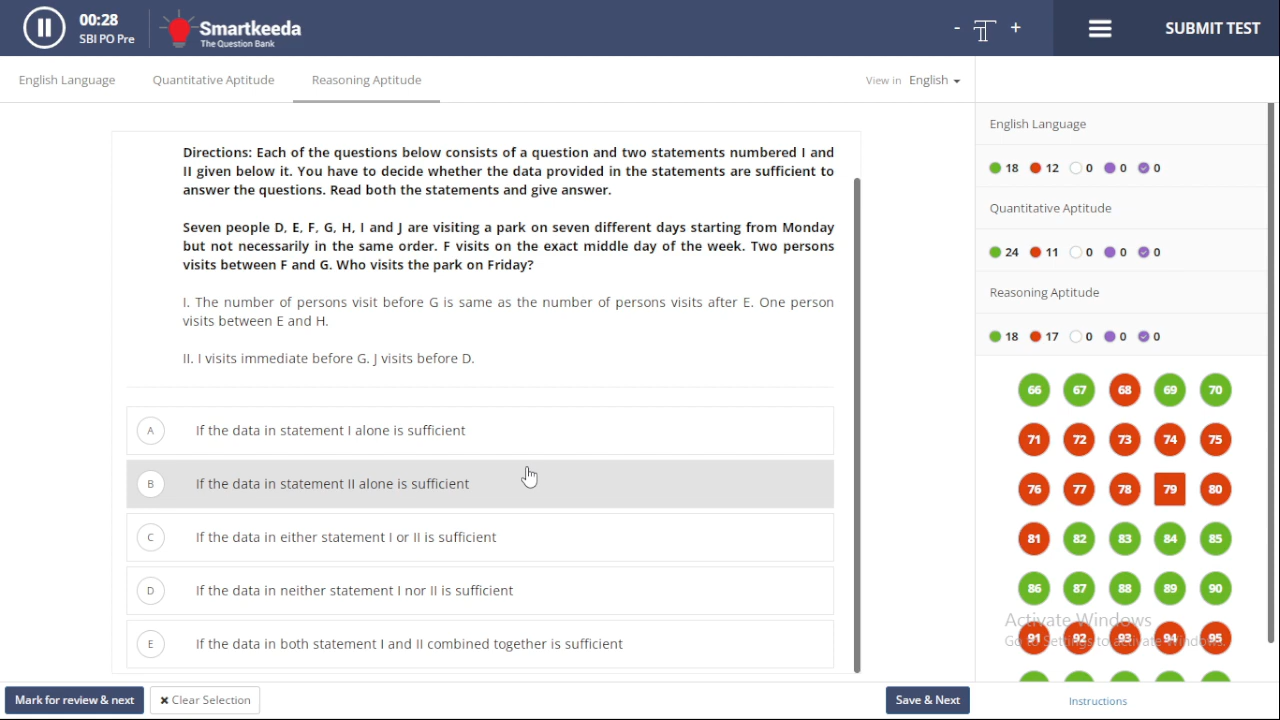 00:28
SBI PO Pre
Smartkeeda
The Question Bank
- T +
SUBMIT TEST
English Language
Quantitative Aptitude
Reasoning Aptitude
View in English
Directions: Each of the questions below consists of a question and two statements numbered I and
II given below it. You have to decide whether the data provided in the statements are sufficient to
answer the questions. Read both the statements and give answer.
Seven people D, E, F, G, H, I and J are visiting a park on seven different days starting from Monday
but not necessarily in the same order. F visits on the exact middle day of the week. Two persons
visits between F and G. Who visits the park on Friday?
I. The number of persons visit before G is same as the number of persons visits after E. One person
visits between E and H.
II. I visits immediate before G. J visits before D.
A If the data in statement I alone is sufficient
B If the data in statement II alone is sufficient
C If the data in either statement I or II is sufficient
D If the data in neither statement I nor II is sufficient
E If the data in both statement I and II combined together is sufficient
Mark for review & next
Clear Selection
Save & Next
English Language
18 12 0 0 0
Quantitative Aptitude
24 11 0 0 0
Reasoning Aptitude
18 17 0 0 0
66 67 68 69 70
71 72 73 74 75
76 77 78 79 80
81 82 83 84 85
86 87 88 89 90
Activate Windows
91 92 93 94 95
Go to Settings to activate Windows.
Instructions